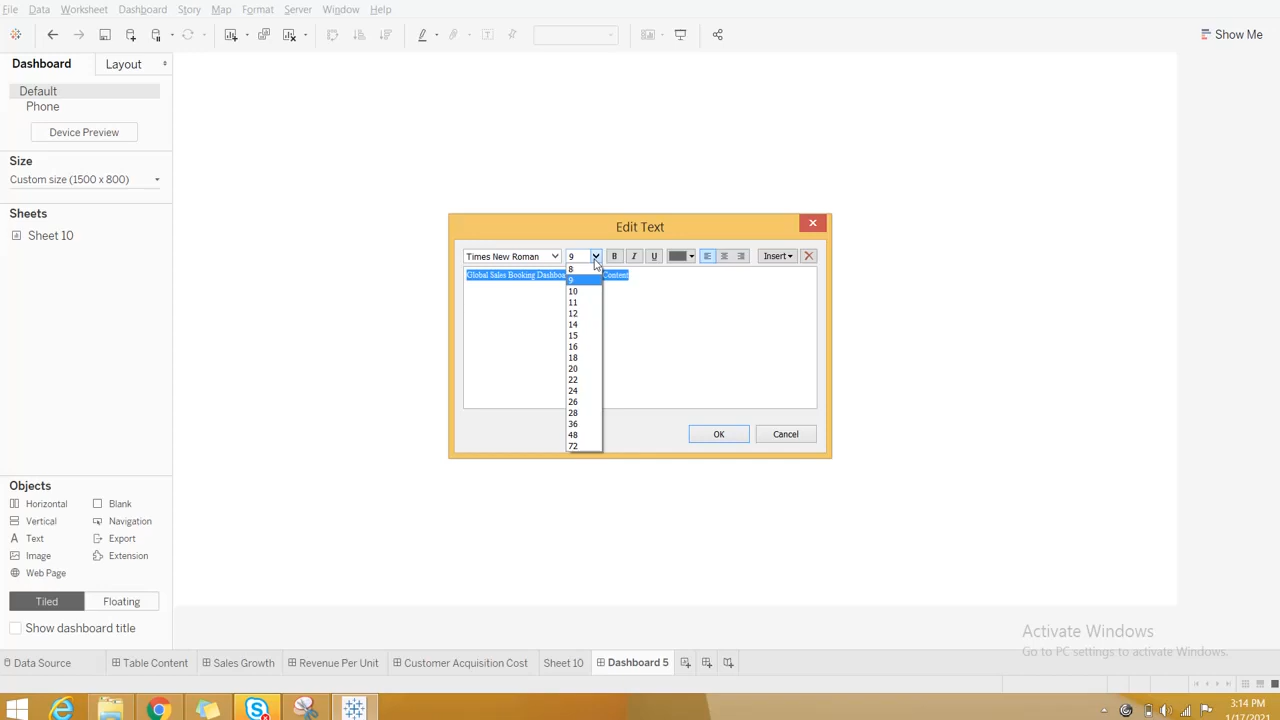 File Data Worksheet Dashboard Story Map Format Server Window Help
Show Me
Dashboard Layout
Default
Phone
Device Preview
Size
Custom size (1500 x 800)
Sheets
Sheet 10
Edit Text
Times New Roman 9 B I U Insert
Global Sales Booking Dashboa Content
8
9
10
11
12
14
15
16
18
20
22
24
26
28
36
48
72
OK Cancel
Objects
Horizontal Blank
Vertical Navigation
Text Export
Image Extension
Web Page
Tiled Floating
Show dashboard title
Activate Windows
Go to PC settings to activate Windows.
Data Source Table Content Sales Growth Revenue Per Unit Customer Acquisition Cost Sheet 10 Dashboard 5
3:14 PM
1/17/2021